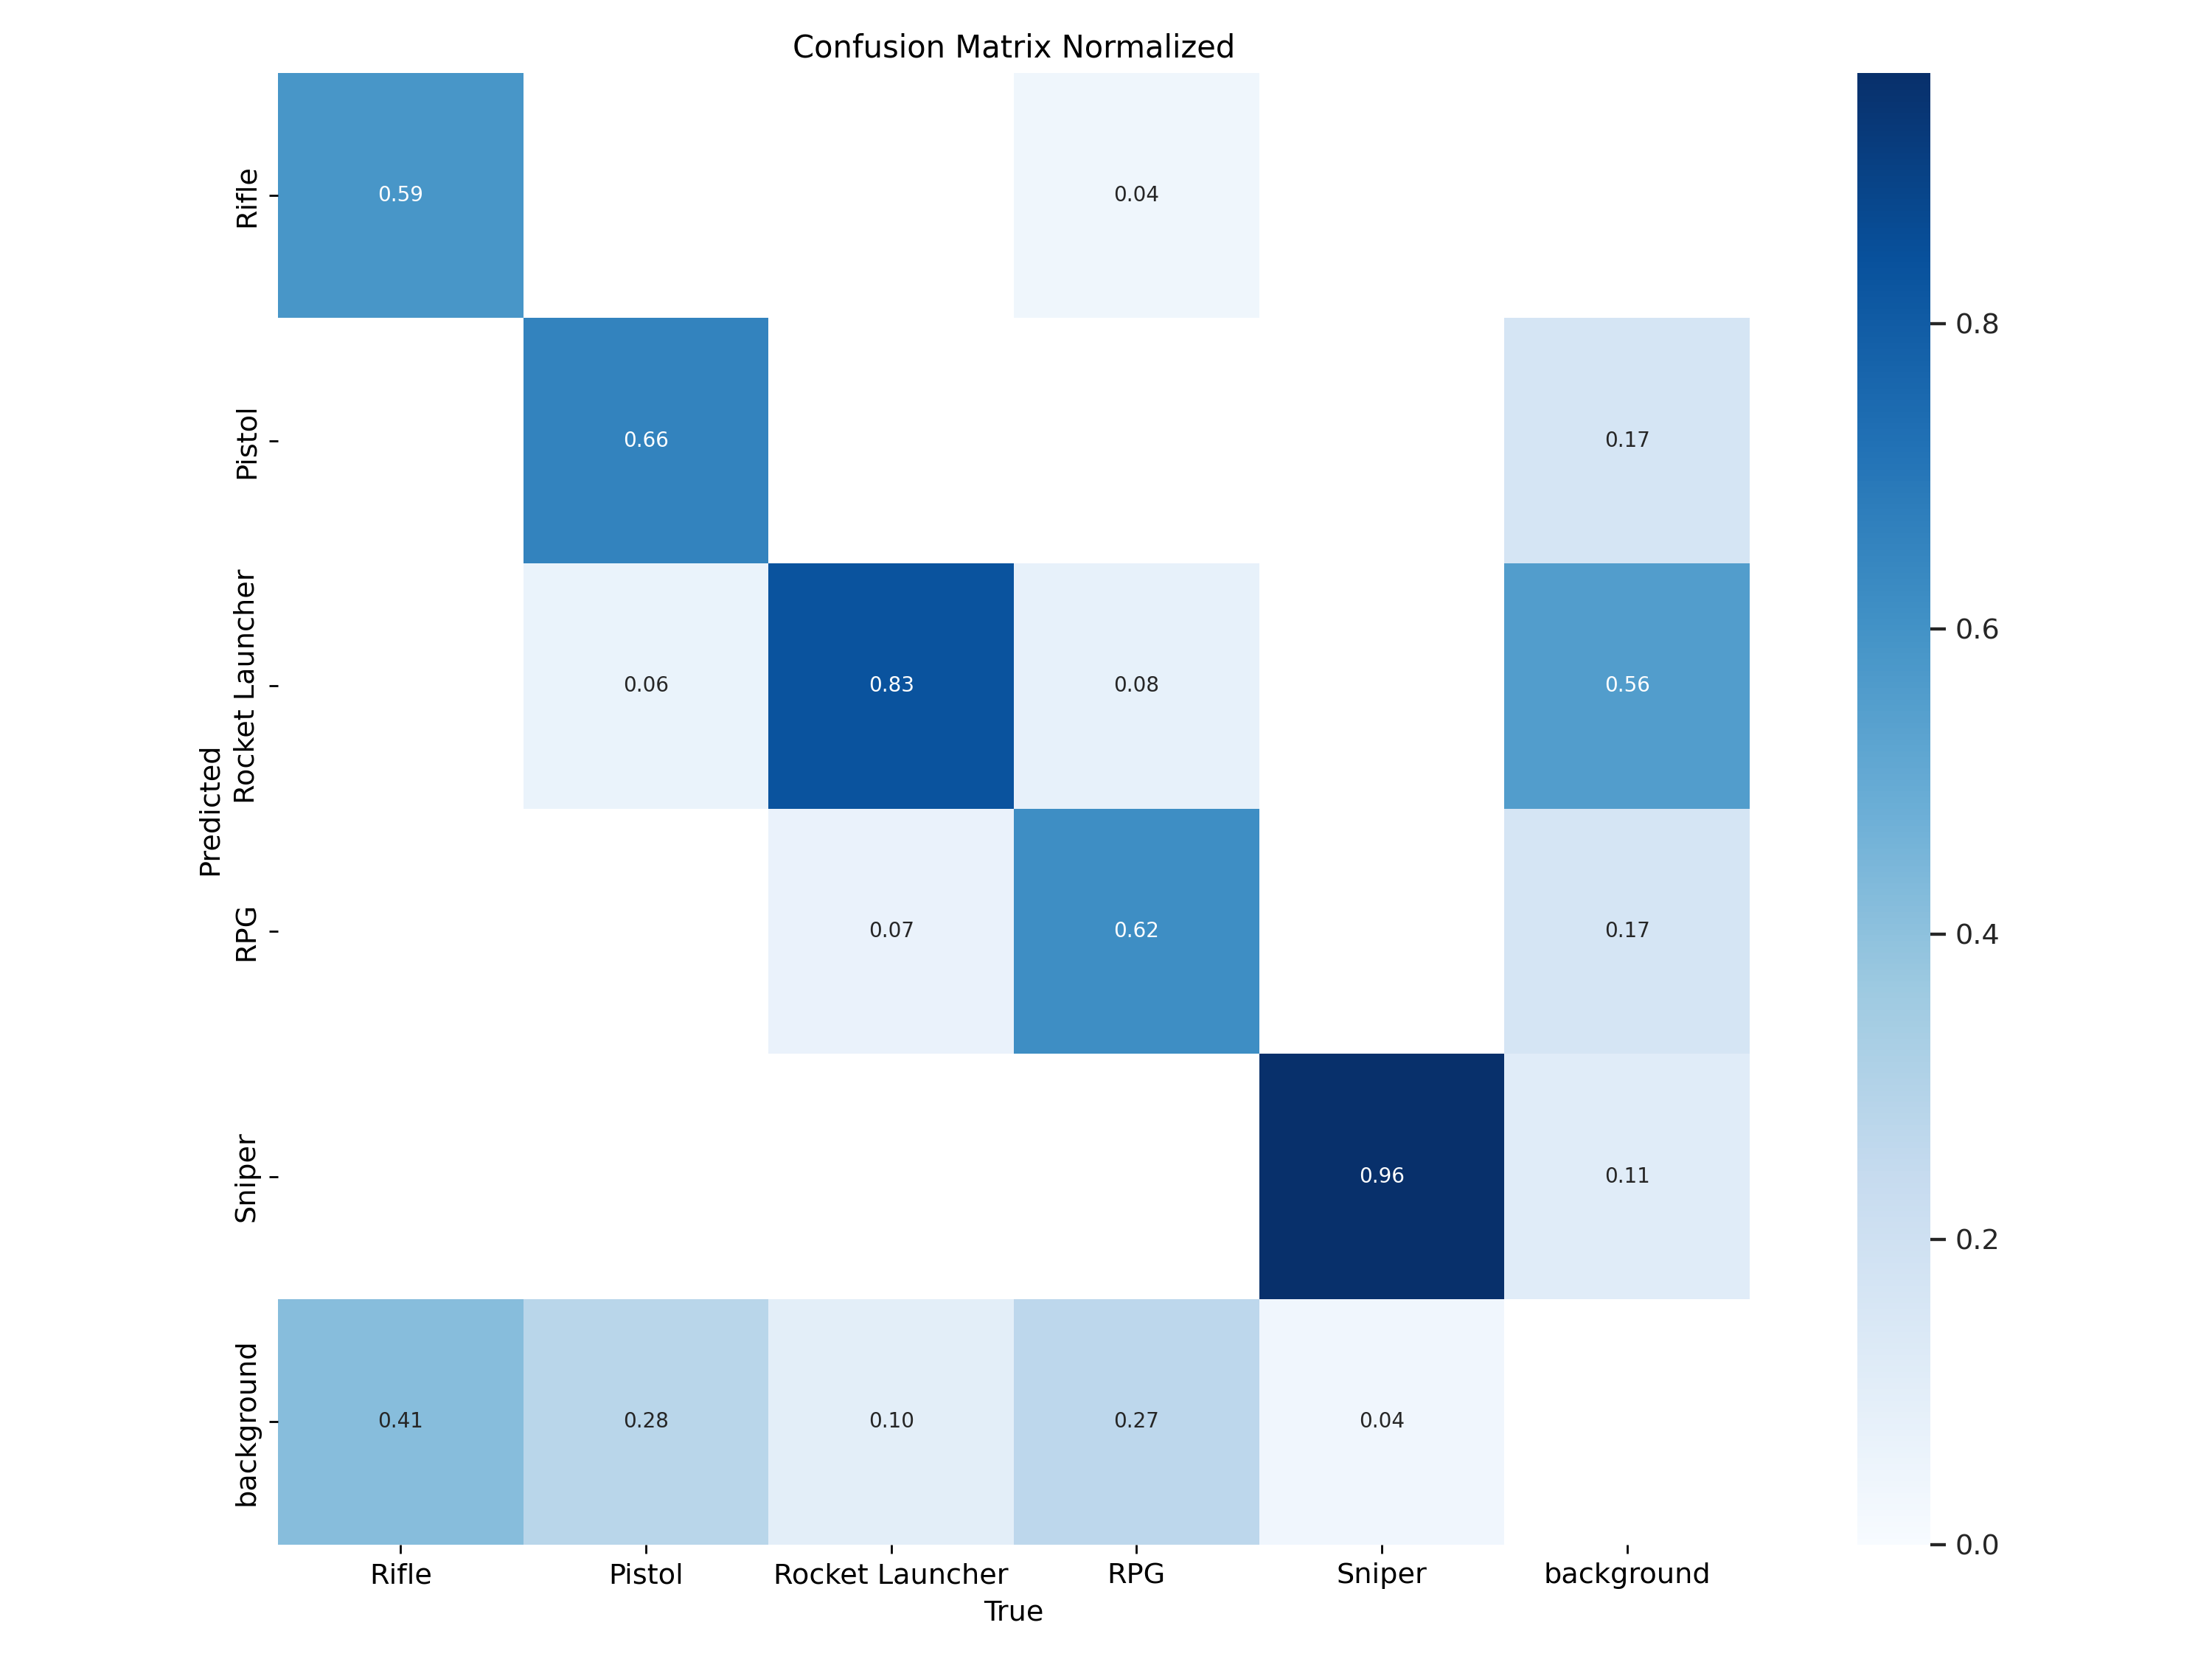 Confusion Matrix Normalized
Rifle
0.59
0.04
0.8
Pistol
0.66
0.17
0.6
Rocket Launcher
0.06
0.83
0.08
0.56
Predicted
RPG
0.07
0.62
0.17
0.4
Sniper
0.96
0.11
0.2
background
0.41
0.28
0.10
0.27
0.04
0.0
Rifle
Pistol
Rocket Launcher
RPG
Sniper
background
True